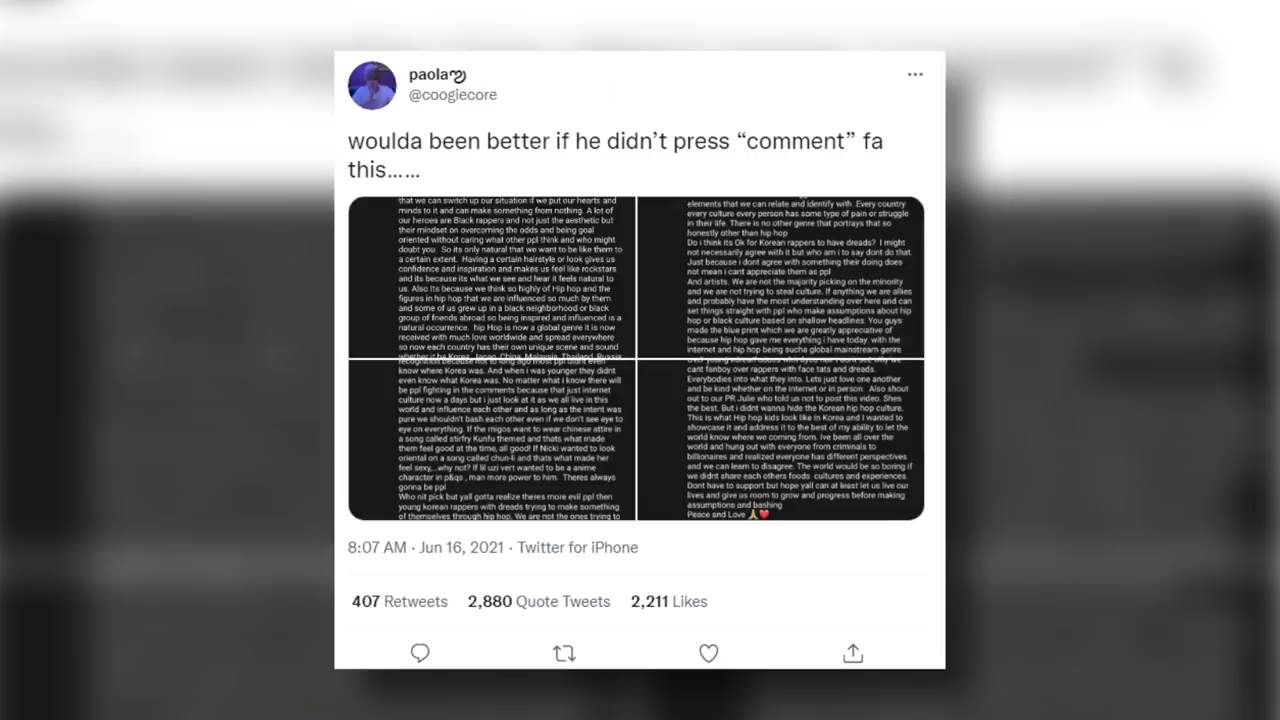 paola
@coogiecore
woulda been better if he didn’t press “comment” fa
this……
that we can switch up our situation if we put our hearts and
minds to it and can make something from nothing. A lot of
our heroes are Black rappers and not just the aesthetic but
their mindset on overcoming the odds and being goal
oriented without caring what other ppl think and who might
doubt you. So its only natural that we want to be like them to
a certain extent. Having a certain hairstyle or look gives us
confidence and inspiration and makes us feel like rockstars
and its because its what we see and hear it feels natural to
us. Also Its because we think so highly of Hip hop and the
figures in hip hop that we are influenced so much by them
and some of us grew up in a black neighborhood or black
group of friends abroad so being inspired and influenced is a
natural occurrence. hip Hop is now a global genre it is now
received with much love worldwide and spread everywhere
so now each country has their own unique scene and sound
whether it be Korea, Japan, China, Malaysia, Thailand, Russia
elements that we can relate and identify with. Every country
every culture every person has some type of pain or struggle
in their life. There is no other genre that portrays that so
honestly other than hip hop
Do i think its Ok for Korean rappers to have dreads? I might
not necessarily agree with it but who am i to say dont do that.
Just because i dont agree with something their doing does
not mean i cant appreciate them as ppl
And artists. We are not the majority picking on the minority
and we are not trying to steal culture. If anything we are allies
and probably have the most understanding over here and can
set things straight with ppl who make assumptions about hip
hop or black culture based on shallow headlines. You guys
made the blue print which we are greatly appreciative of
because hip hop gave me everything i have today. with the
internet and hip hop being sucha global mainstream genre
recognition because not to long ago most ppl didnt even
know where Korea was. And when i was younger they didnt
even know what Korea was. No matter what i know there will
be ppl fighting in the comments because that just internet
culture now a days but i just look at it as we all live in this
world and influence each other and as long as the intent was
pure we shouldn't bash each other even if we don't see eye to
eye on everything. If the migos want to wear chinese attire in
a song called stirfry Kunfu themed and thats what made
them feel good at the time, all good! If Nicki wanted to look
oriental on a song called chun-li and thats what made her
feel sexy,..why not? If lil uzi vert wanted to be a anime
character in p&qs , man more power to him. Theres always
gonna be ppl
Who nit pick but yall gotta realize theres more evil ppl then
young korean rappers with dreads trying to make something
of themselves through hip hop. We are not the ones trying to
cant fanboy over rappers with face tats and dreads.
Everybodies into what they into. Lets just love one another
and be kind whether on the internet or in person. Also shout
out to our PR Julie who told us not to post this video. Shes
the best. But i didnt wanna hide the Korean hip hop culture.
This is what Hip hop kids look like in Korea and I wanted to
showcase it and address it to the best of my ability to let the
world know where we coming from. Ive been all over the
world and hung out with everyone from criminals to
billionaires and realized everyone has different perspectives
and we can learn to disagree. The world would be so boring if
we didnt share each others foods cultures and experiences.
Dont have to support but hope yall can at least let us live our
lives and give us room to grow and progress before making
assumptions and bashing
Peace and Love 🙏❤️
8:07 AM · Jun 16, 2021 · Twitter for iPhone
407 Retweets 2,880 Quote Tweets 2,211 Likes